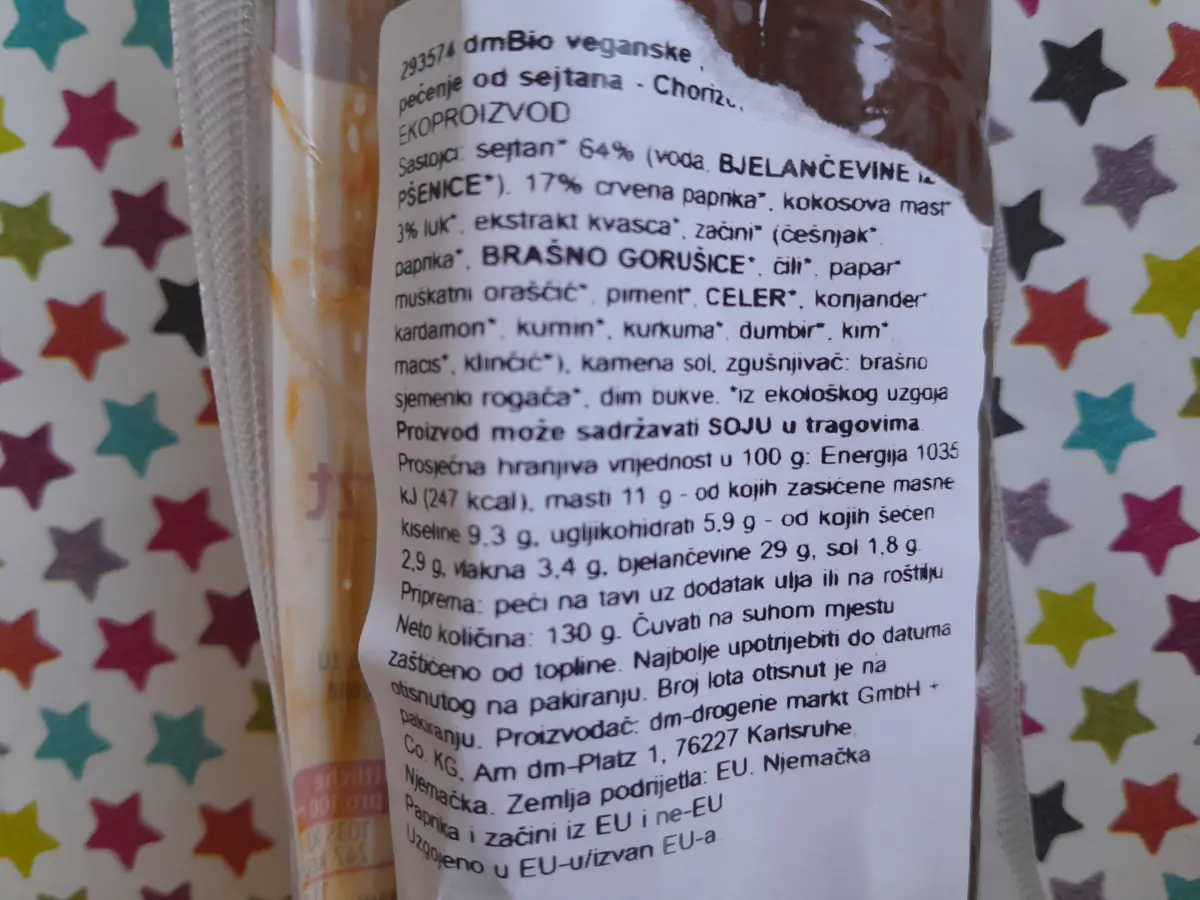 293574 dmBio veganske
pečenje od sejtana - Chorizo,
EKOPROIZVOD
Sastojci: sejtan* 64% (voda, BJELANČEVINE IZ
PŠENICE*), 17% crvena paprika*, kokosova mast*
3% luk*, ekstrakt kvasca*, začini* (češnjak*,
paprika*, BRAŠNO GORUŠICE*, čili*, papar*
muškatni oraščić*, piment*, CELER*, korijander*
kardamon*, kumin*, kurkuma*, đumbir*, kim*
macis*, klinčić*), kamena sol, zgušnjivač: brašno
sjemenki rogača*, dim bukve. *iz ekološkog uzgoja
Proizvod može sadržavati SOJU u tragovima.
Prosječna hranjiva vrijednost u 100 g: Energija 1035
kJ (247 kcal), masti 11 g - od kojih zasićene masne
kiseline 9,3 g, ugljikohidrati 5,9 g - od kojih šećeri
2,9 g, vlakna 3,4 g, bjelančevine 29 g, sol 1,8 g.
Priprema: peći na tavi uz dodatak ulja ili na roštilju
Neto količina: 130 g. Čuvati na suhom mjestu
zaštićeno od topline. Najbolje upotrijebiti do datuma
otisnutog na pakiranju. Broj lota otisnut je na
pakiranju. Proizvođač: dm-drogerie markt GmbH +
Co. KG, Am dm-Platz 1, 76227 Karlsruhe,
Njemačka. Zemlja podrijetla: EU, Njemačka
Paprika i začini iz EU i ne-EU
Uzgojeno u EU-u/izvan EU-a